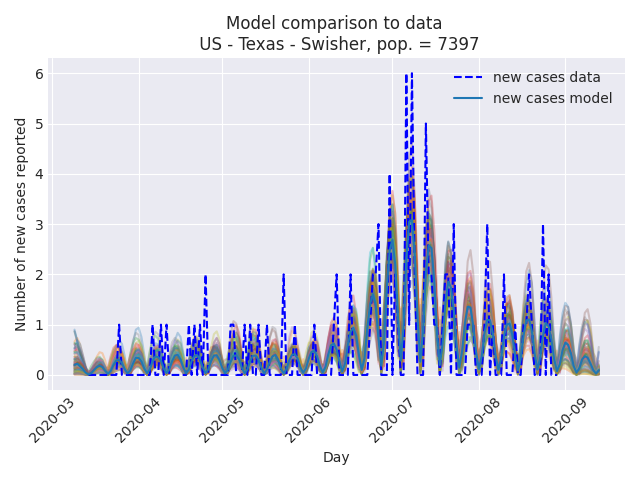 Model comparison to data
US - Texas - Swisher, pop. = 7397
new cases data
new cases model
Number of new cases reported
6
5
4
3
2
1
0
2020-03
2020-04
2020-05
2020-06
2020-07
2020-08
2020-09
Day